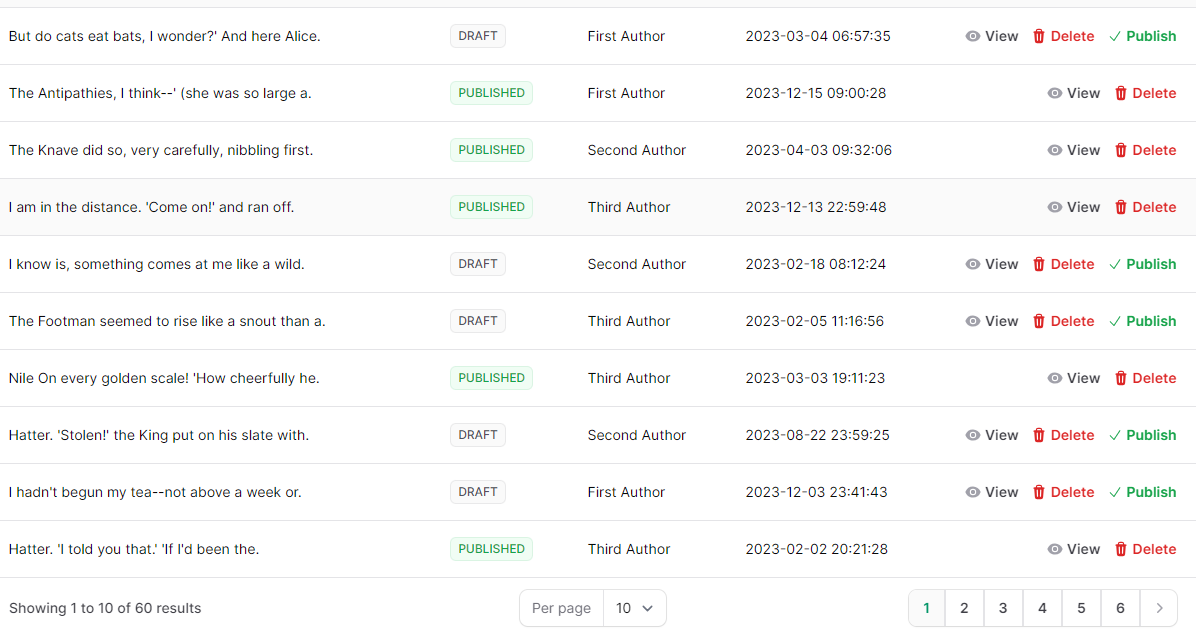 But do cats eat bats, I wonder?' And here Alice. DRAFT First Author 2023-03-04 06:57:35 View Delete Publish
The Antipathies, I think--' (she was so large a. PUBLISHED First Author 2023-12-15 09:00:28 View Delete
The Knave did so, very carefully, nibbling first. PUBLISHED Second Author 2023-04-03 09:32:06 View Delete
I am in the distance. 'Come on!' and ran off. PUBLISHED Third Author 2023-12-13 22:59:48 View Delete
I know is, something comes at me like a wild. DRAFT Second Author 2023-02-18 08:12:24 View Delete Publish
The Footman seemed to rise like a snout than a. DRAFT Third Author 2023-02-05 11:16:56 View Delete Publish
Nile On every golden scale! 'How cheerfully he. PUBLISHED Third Author 2023-03-03 19:11:23 View Delete
Hatter. 'Stolen!' the King put on his slate with. DRAFT Second Author 2023-08-22 23:59:25 View Delete Publish
I hadn't begun my tea--not above a week or. DRAFT First Author 2023-12-03 23:41:43 View Delete Publish
Hatter. 'I told you that.' 'If I'd been the. PUBLISHED Third Author 2023-02-02 20:21:28 View Delete
Showing 1 to 10 of 60 results Per page 10 1 2 3 4 5 6